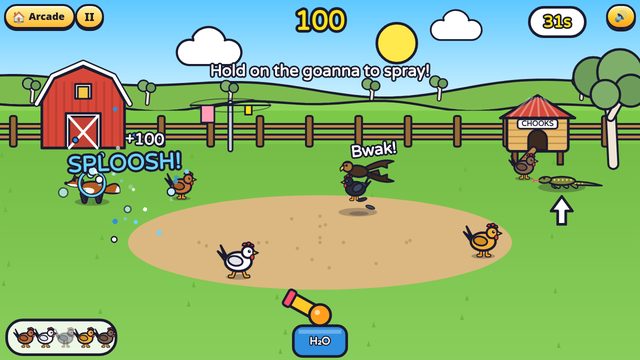 Arcade
100
31s
Hold on the goanna to spray!
CHOOKS
+100
Bwak!
SPLOOSH!
H₂O